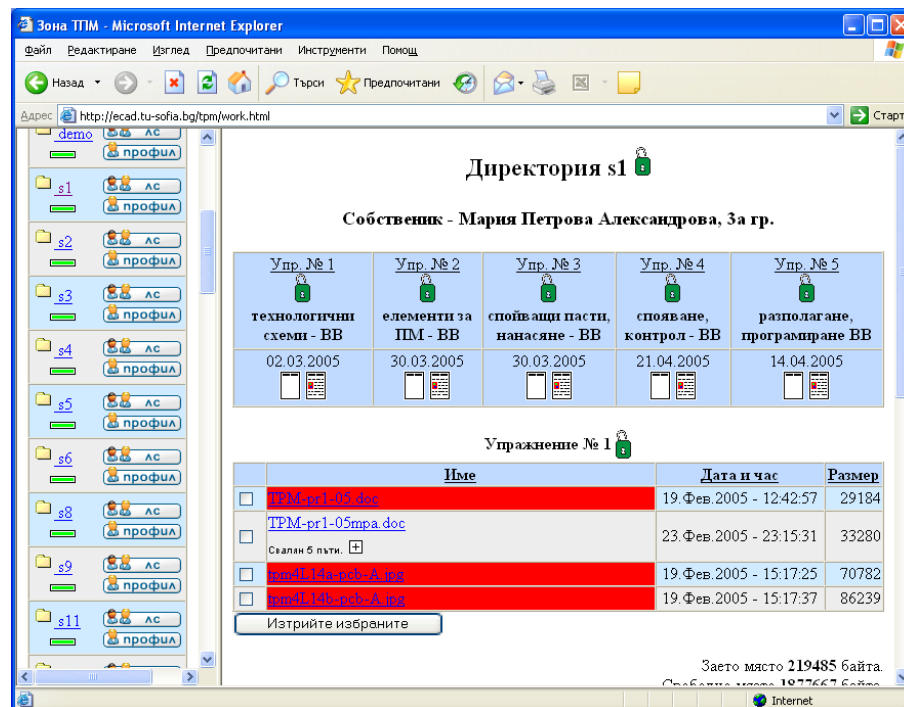 Зона ТПМ - Microsoft Internet Explorer
Файл Редактиране Изглед Предпочитани Инструменти Помощ
Назад Търси Предпочитани
Адрес http://ecad.tu-sofia.bg/tpm/work.html Старт
demo лс
профил
s1 лс
профил
s2 лс
профил
s3 лс
профил
s4 лс
профил
s5 лс
профил
s6 лс
профил
s8 лс
профил
s9 лс
профил
s11 лс
профил
Директория s1
Собственик - Мария Петрова Александрова, 3а гр.
Упр. № 1 Упр. № 2 Упр. № 3 Упр. № 4 Упр. № 5
технологични елементи за спойващи пасти, спояване, разполагане,
схеми - ВВ ПМ - ВВ нанасяне - ВВ контрол - ВВ програмиране ВВ
02.03.2005 30.03.2005 30.03.2005 21.04.2005 14.04.2005
Упражнение № 1
Име Дата и час Размер
TPM-pr1-05.doc 19.Фев.2005 - 12:42:57 29184
TPM-pr1-05mpa.doc 23.Фев.2005 - 23:15:31 33280
Свалян 5 пъти.
tpm4L14a-pcb-A.jpg 19.Фев.2005 - 15:17:25 70782
tpm4L14b-pcb-A.jpg 19.Фев.2005 - 15:17:37 86239
Изтрийте избраните
Заето място 219485 байта.
Свободно място 1877667 байта.
Internet